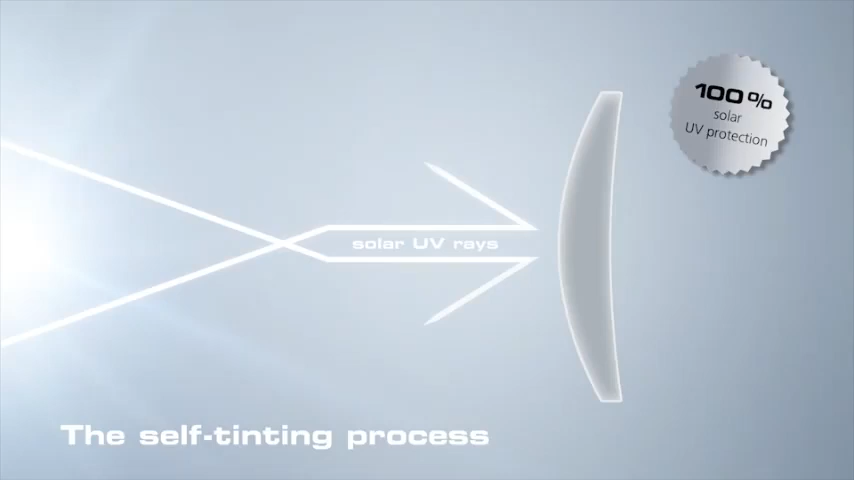 100%
solar
UV protection
solar UV rays
The self-tinting process